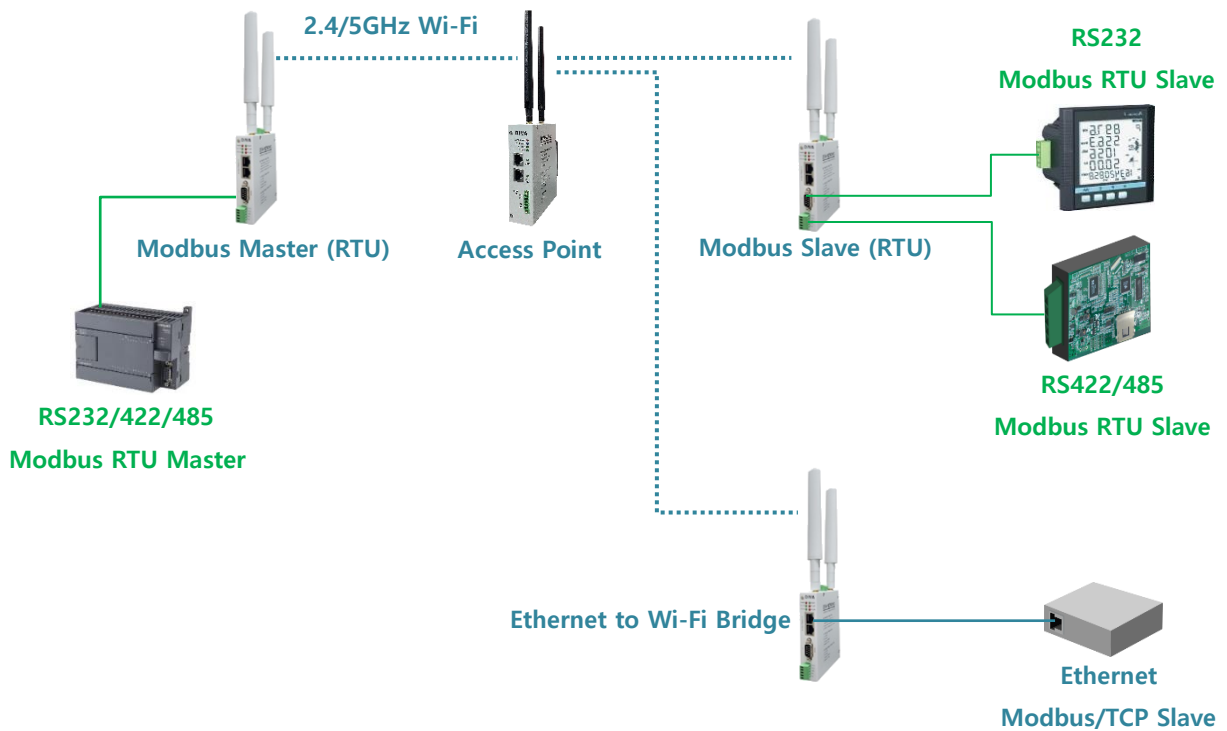 2.4/5GHz Wi-Fi
RS232
Modbus RTU Slave
Modbus Master (RTU)
Access Point
Modbus Slave (RTU)
RS232/422/485
Modbus RTU Master
RS422/485
Modbus RTU Slave
Ethernet to Wi-Fi Bridge
Ethernet
Modbus/TCP Slave